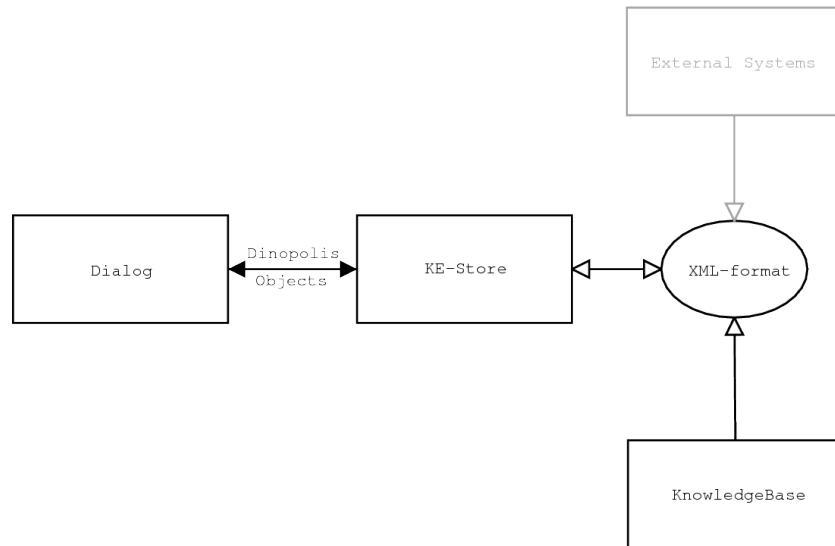 External Systems
Dinopolis
Objects
Dialog
KE-Store
XML-format
KnowledgeBase